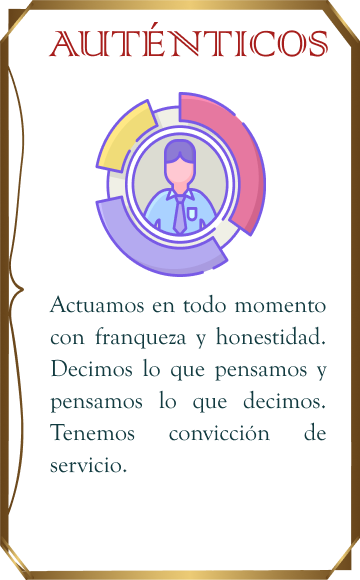 AUTÉNTICOS
Actuamos en todo momento
con franqueza y honestidad.
Decimos lo que pensamos y
pensamos lo que decimos.
Tenemos convicción de
servicio.